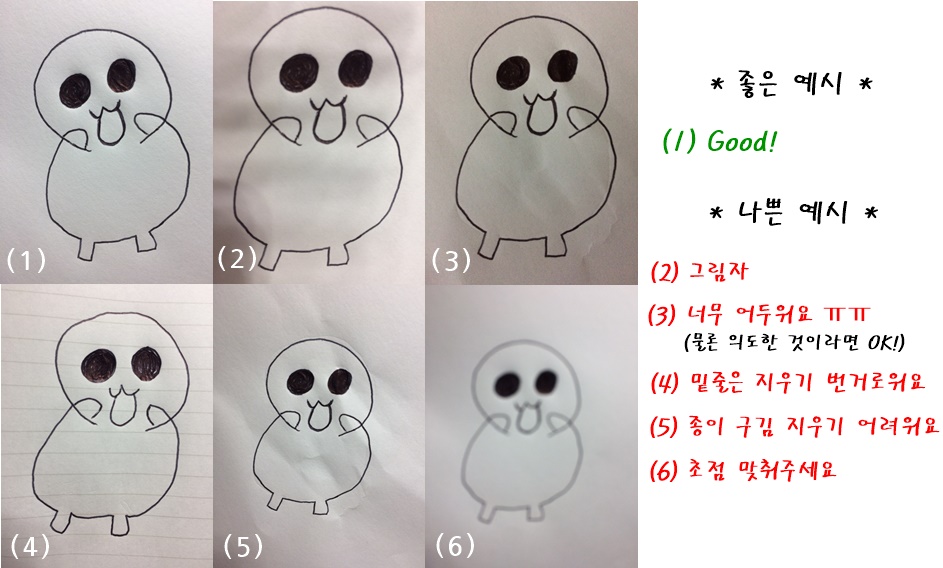 (1)
(2)
(3)
(4)
(5)
(6)
* 좋은 예시 *
(1) Good!
* 나쁜 예시 *
(2) 그림자
(3) 너무 어두워요 ㅠㅠ
(물론 의도한 것이라면 OK!)
(4) 밑줄은 지우기 번거로워요
(5) 종이 구김 지우기 어려워요
(6) 초점 맞춰주세요